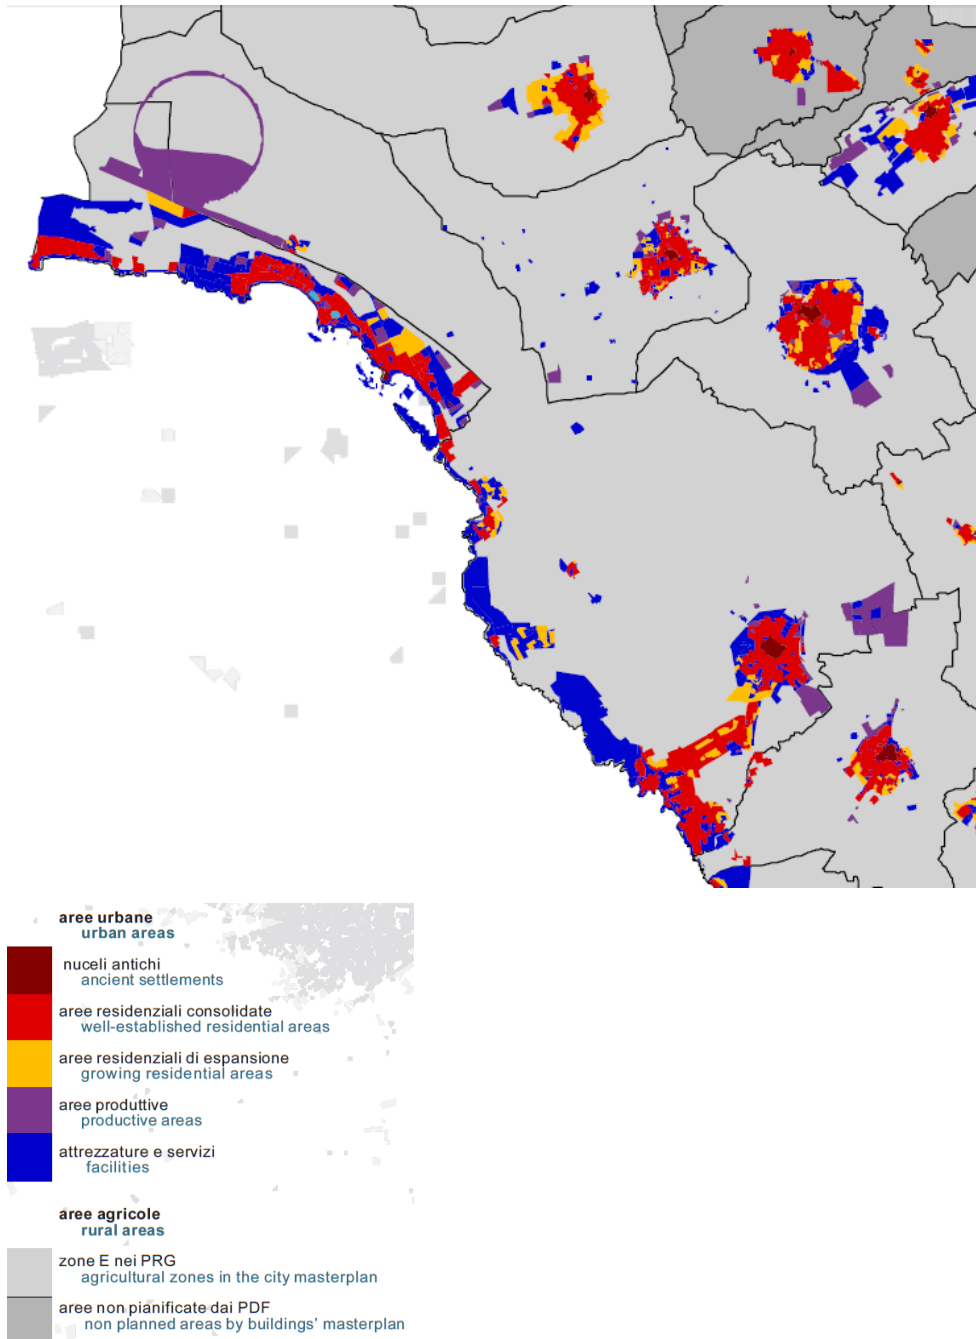 aree urbane
urban areas
nuceli antichi
ancient settlements
aree residenziali consolidate
well-established residential areas
aree residenziali di espansione
growing residential areas
aree produttive
productive areas
attrezzature e servizi
facilities
aree agricole
rural areas
zone E nei PRG
agricultural zones in the city masterplan
aree non pianificate dai PDF
non planned areas by buildings' masterplan